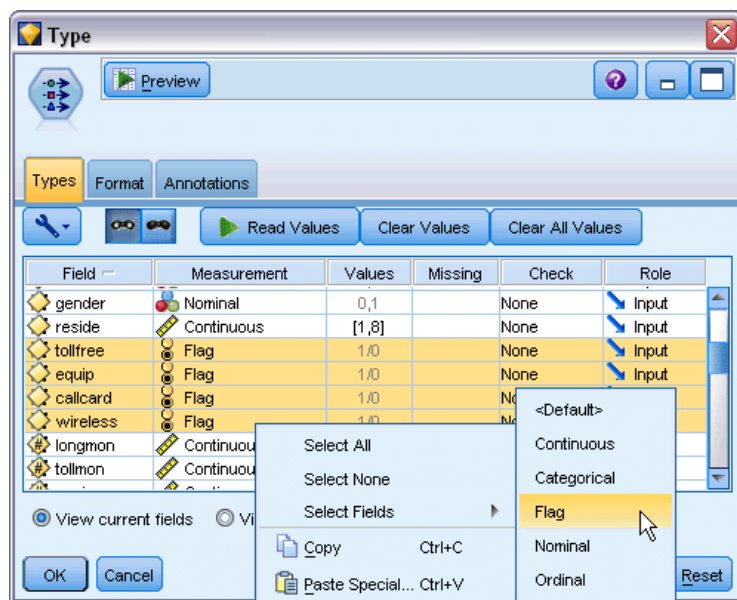 Type
Preview
Types Format Annotations
Read Values Clear Values Clear All Values
Field Measurement Values Missing Check Role
gender Nominal 0,1 None Input
reside Continuous [1,8] None Input
tollfree Flag 1/0 None Input
equip Flag 1/0 None Input
callcard Flag 1/0
wireless Flag 1/0
longmon
tollmon
<Default>
Continuous
Categorical
Flag
Nominal
Ordinal
Select All
Select None
Select Fields
Copy Ctrl+C
Paste Special... Ctrl+V
View current fields
OK Cancel Reset